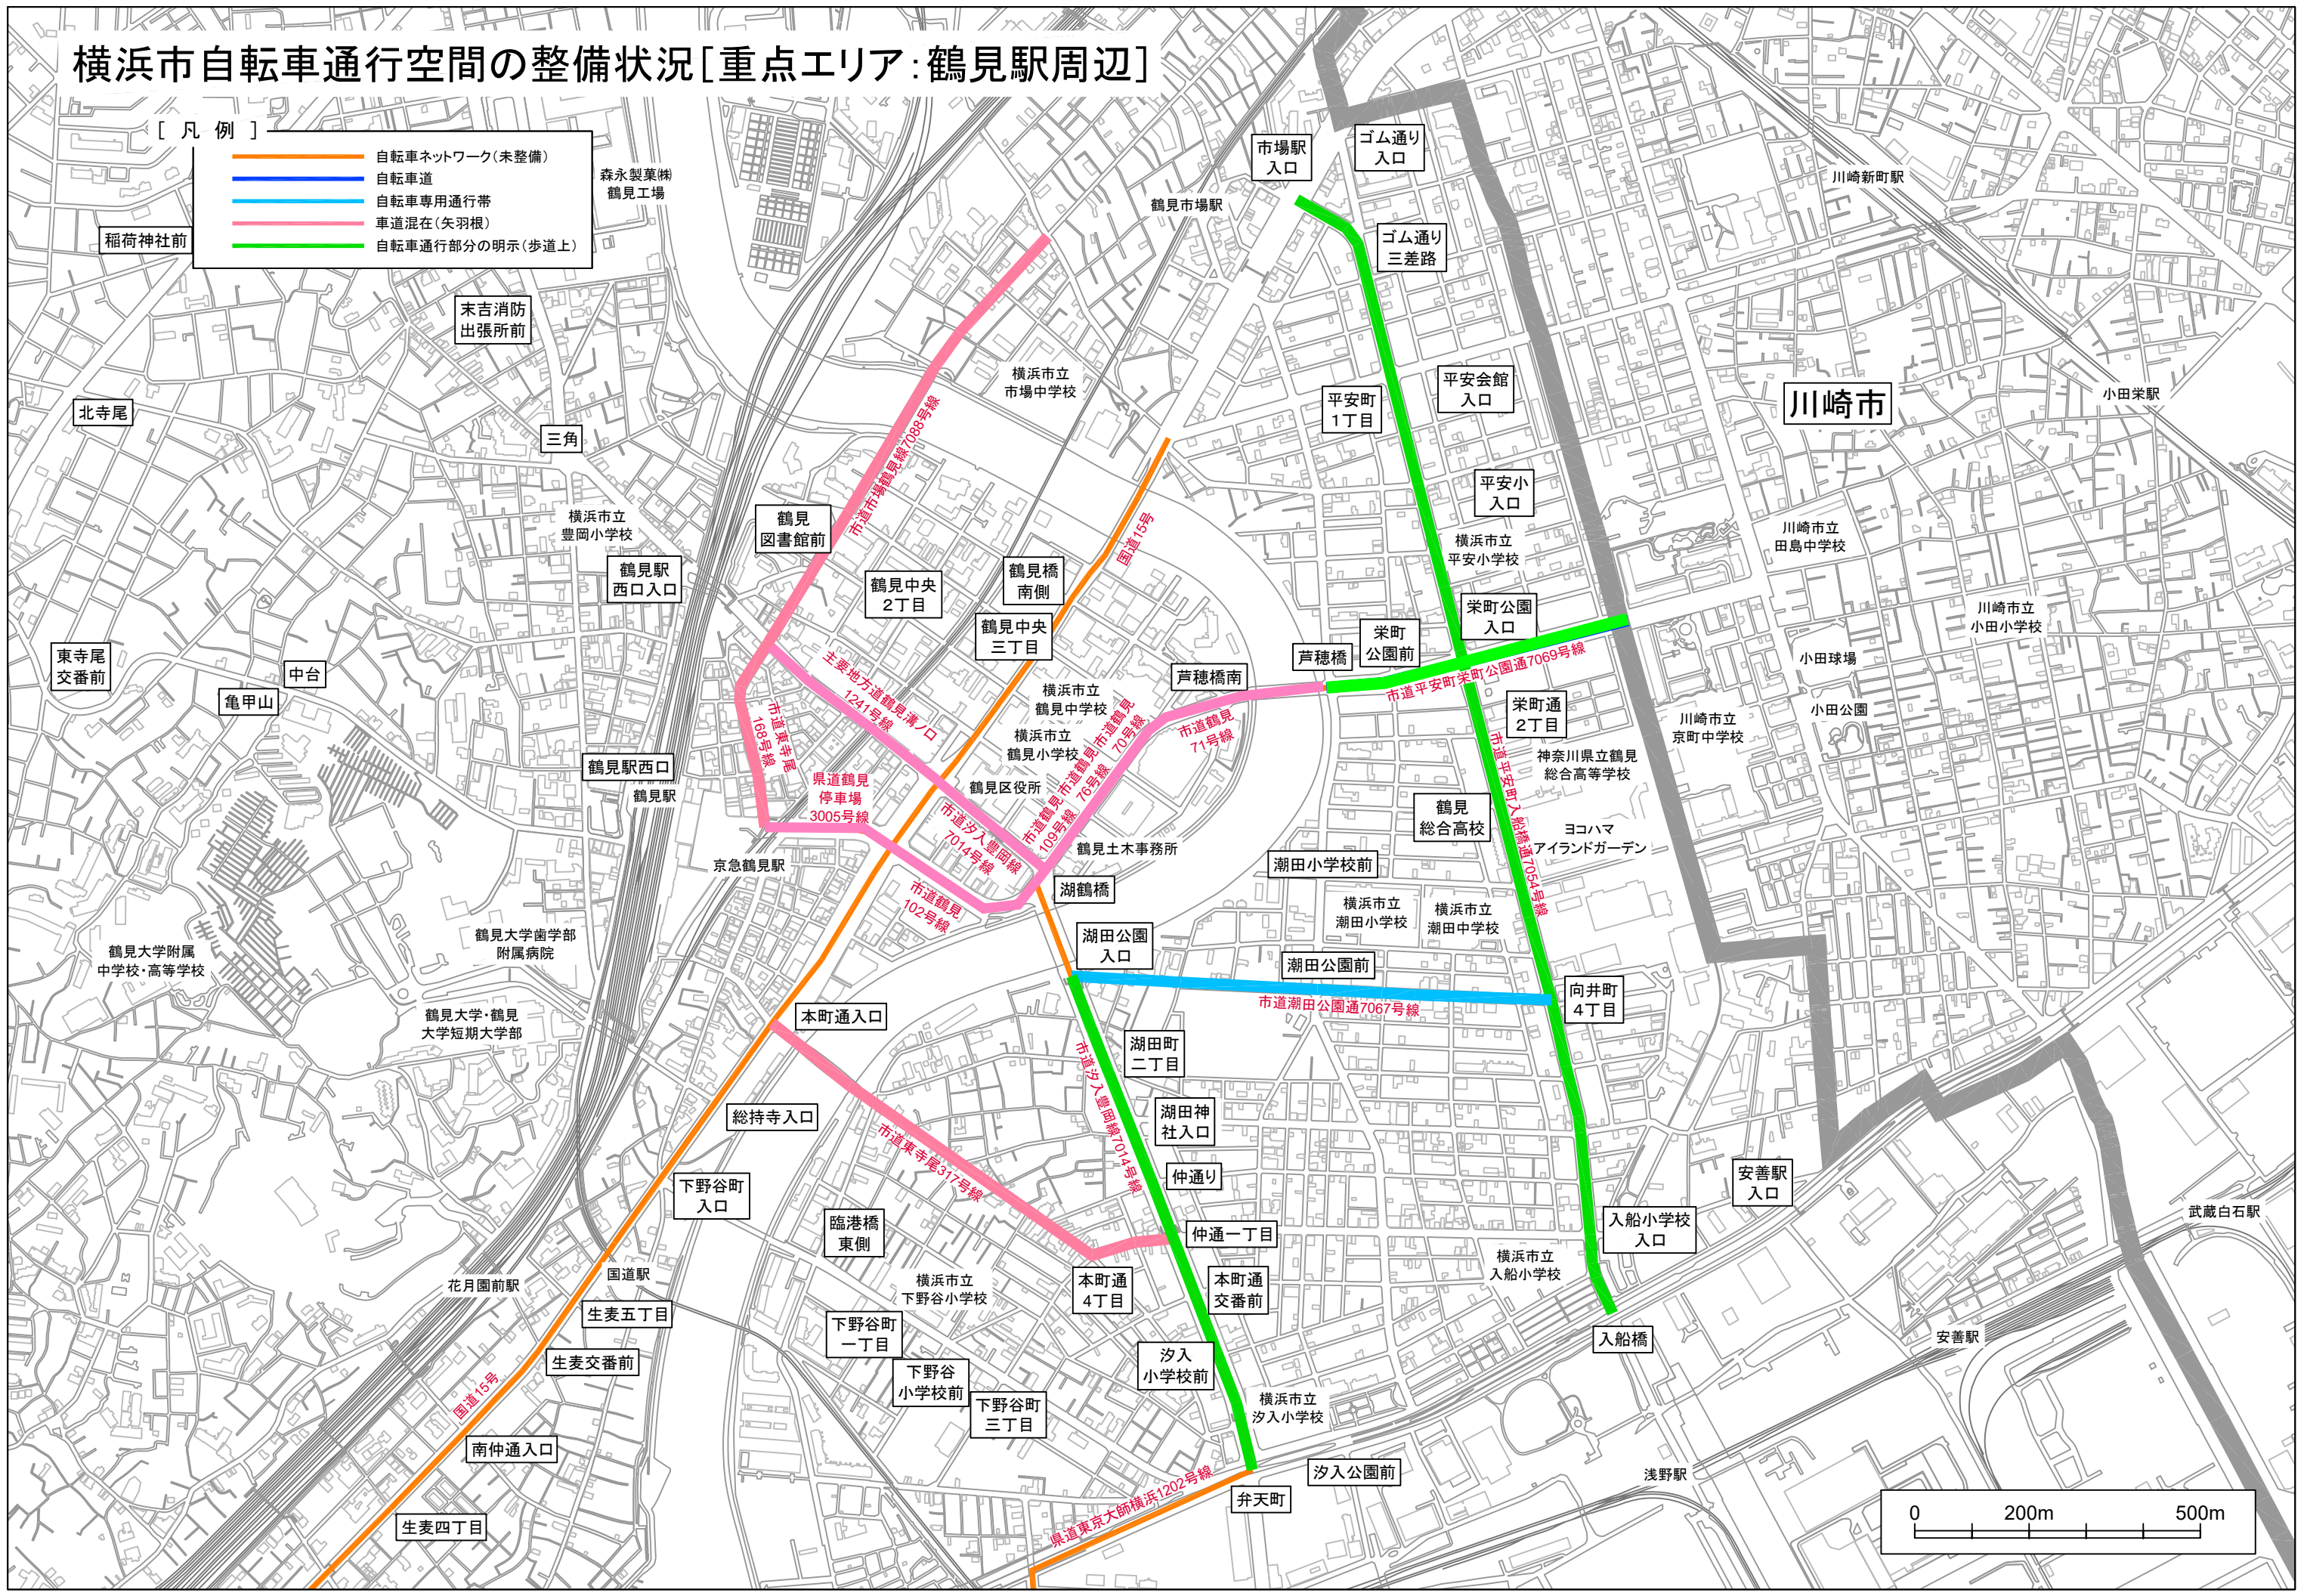 横浜市自転車通行空間の整備状況[重点エリア:鶴見駅周辺]
[ 凡 例 ]
自転車ネットワーク(未整備)
自転車道
自転車専用通行帯
車道混在(矢羽根)
自転車通行部分の明示(歩道上)
森永製菓㈱
鶴見工場
稲荷神社前
末吉消防
出張所前
市場駅
入口
ゴム通り
入口
鶴見市場駅
川崎新町駅
ゴム通り
三差路
北寺尾
三角
横浜市立
市場中学校
平安町
1丁目
平安会館
入口
川崎市
小田栄駅
市道市場鶴見線7088号線
横浜市立
豊岡小学校
鶴見
図書館前
国道15号
平安小
入口
横浜市立
平安小学校
川崎市立
田島中学校
鶴見駅
西口入口
鶴見中央
2丁目
鶴見橋
南側
鶴見中央
三丁目
栄町公園
入口
川崎市立
小田小学校
東寺尾
交番前
中台
亀甲山
主要地方道鶴見溝ノ口
1241号線
芦穂橋南
芦穂橋
栄町
公園前
市道平安町栄町公園通7069号線
小田球場
小田公園
横浜市立
鶴見中学校
横浜市立
鶴見小学校
市道鶴見
71号線
市道鶴見
70号線
市道鶴見
76号線
市道鶴見
109号線
栄町通
2丁目
川崎市立
京町中学校
市道東寺尾
168号線
鶴見駅西口
鶴見駅
県道鶴見
停車場
3005号線
鶴見区役所
神奈川県立鶴見
総合高等学校
市道平安町入船橋通7054号線
鶴見
総合高校
ヨコハマ
アイランドガーデン
市道汐入豊岡線
7014号線
鶴見土木事務所
京急鶴見駅
潮田小学校前
湖鶴橋
市道鶴見
102号線
横浜市立
潮田小学校
横浜市立
潮田中学校
鶴見大学附属
中学校・高等学校
鶴見大学歯学部
附属病院
湖田公園
入口
潮田公園前
向井町
4丁目
市道潮田公園通7067号線
鶴見大学・鶴見
大学短期大学部
本町通入口
湖田町
二丁目
市道汐入豊岡線7014号線
総持寺入口
市道東寺尾317号線
湖田神
社入口
仲通り
下野谷町
入口
安善駅
入口
武蔵白石駅
臨港橋
東側
仲通一丁目
入船小学校
入口
花月園前駅
国道駅
横浜市立
下野谷小学校
本町通
4丁目
本町通
交番前
横浜市立
入船小学校
生麦五丁目
下野谷町
一丁目
入船橋
安善駅
生麦交番前
国道15号
下野谷
小学校前
下野谷町
三丁目
汐入
小学校前
横浜市立
汐入小学校
南仲通入口
汐入公園前
浅野駅
弁天町
県道東京大師横浜1202号線
生麦四丁目
0 200m 500m